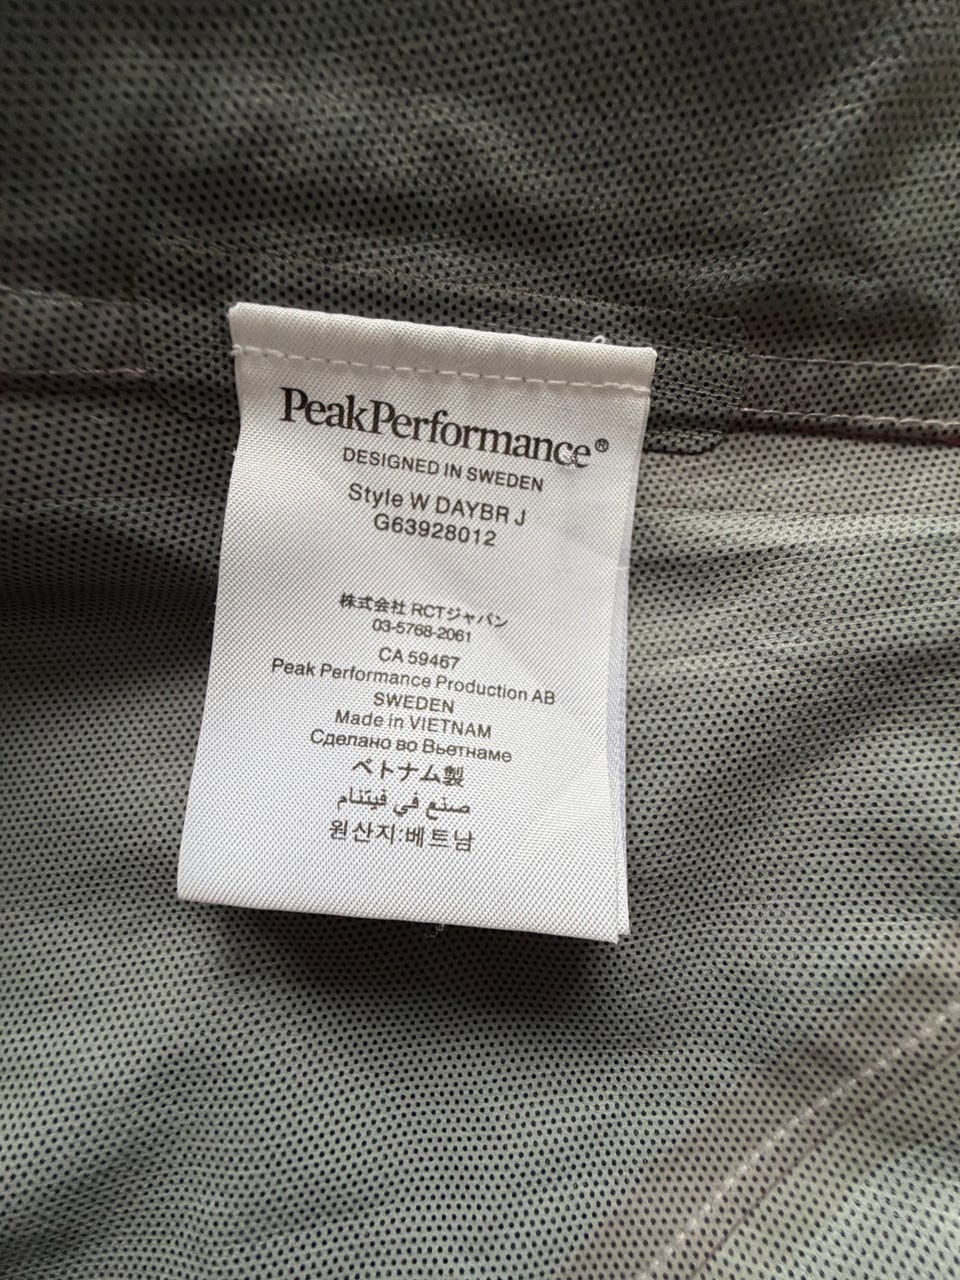 PeakPerformance®
DESIGNED IN SWEDEN
Style W DAYBR J
G63928012
株式会社 RCTジャパン
03-5768-2061
CA 59467
Peak Performance Production AB
SWEDEN
Made in VIETNAM
Сделано во Вьетнаме
ベトナム製
صنع في فيتنام
원산지:베트남